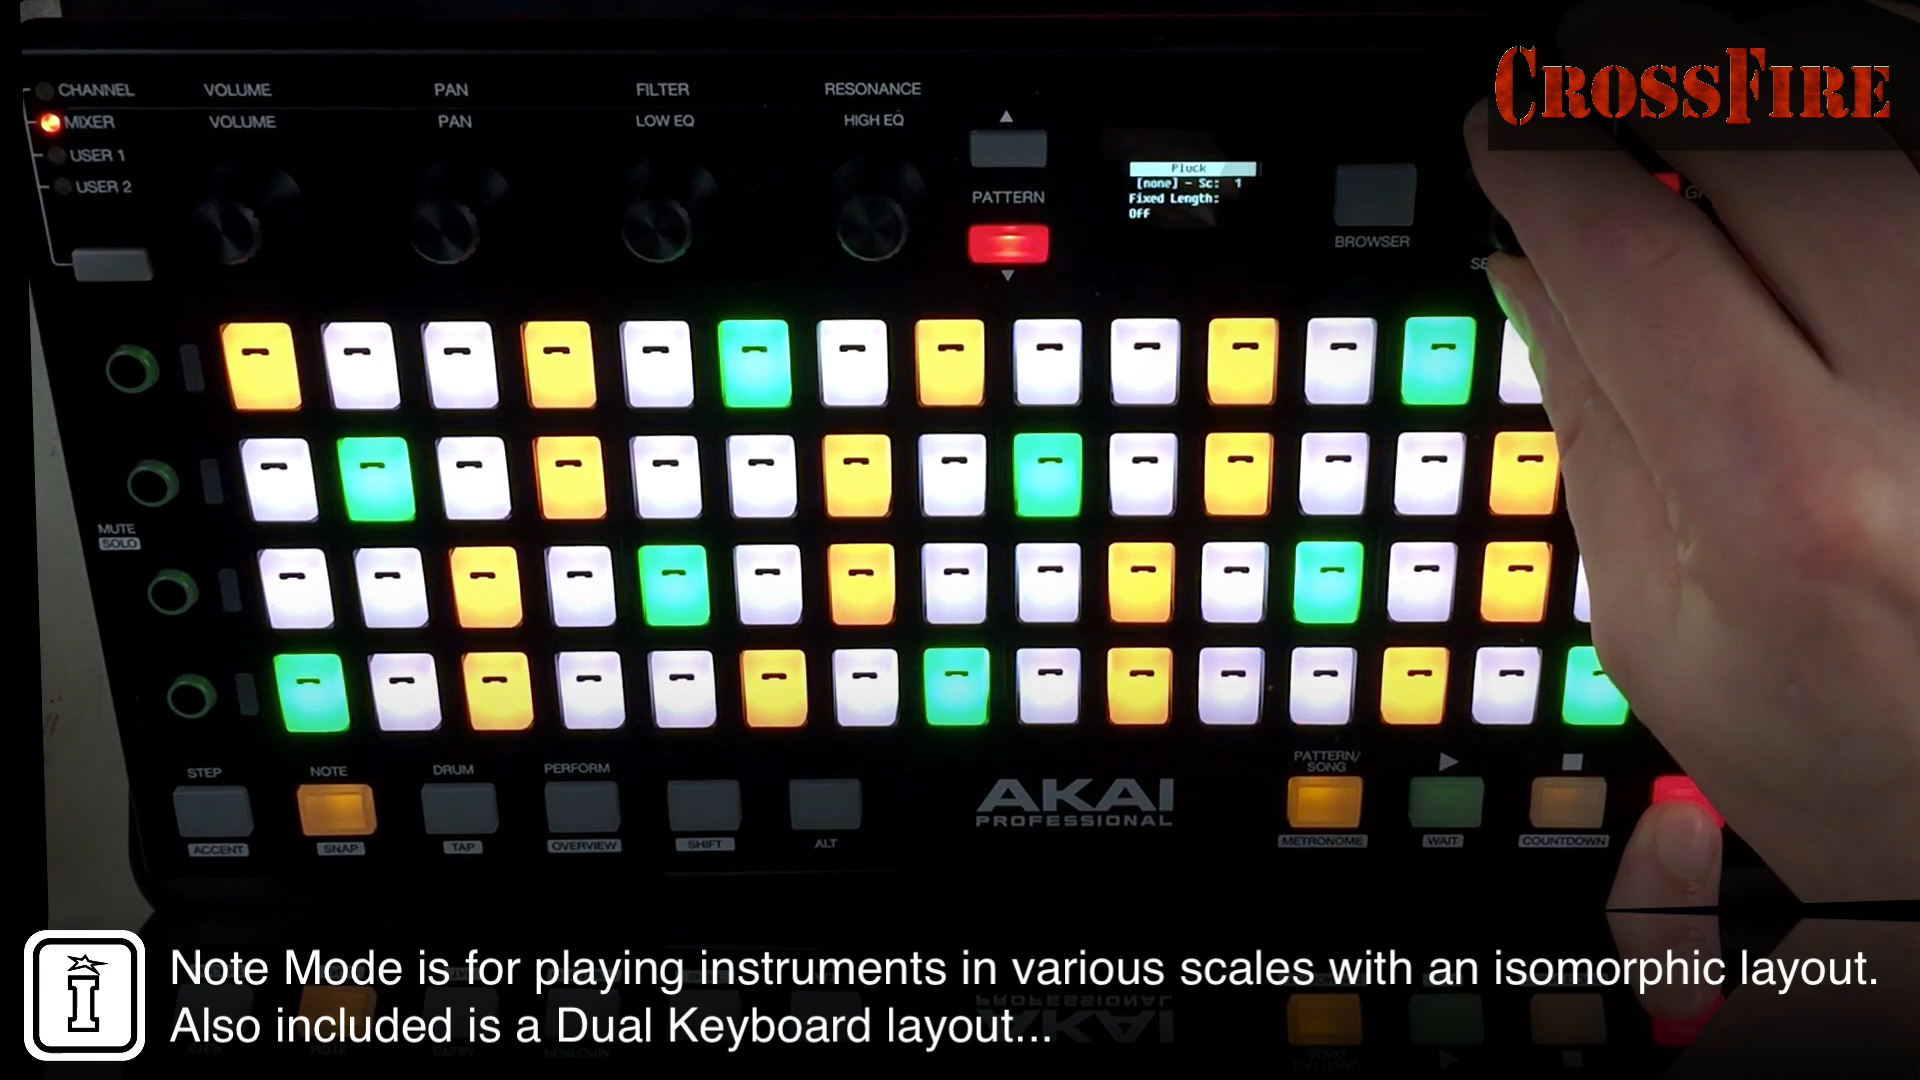 CROSSFIRE
CHANNEL
VOLUME
PAN
FILTER
RESONANCE
MIXER
VOLUME
PAN
LOW EQ
HIGH EQ
USER 1
USER 2
PATTERN
Pluck
[none] - Sc: 1
Fixed Length:
Off
BROWSER
MUTE
SOLO
STEP
NOTE
DRUM
PERFORM
PATTERN/
SONG
ACCENT
SNAP
TAP
OVERVIEW
SHIFT
ALT
AKAI
PROFESSIONAL
METRONOME
WAIT
COUNTDOWN
Note Mode is for playing instruments in various scales with an isomorphic layout.
Also included is a Dual Keyboard layout...